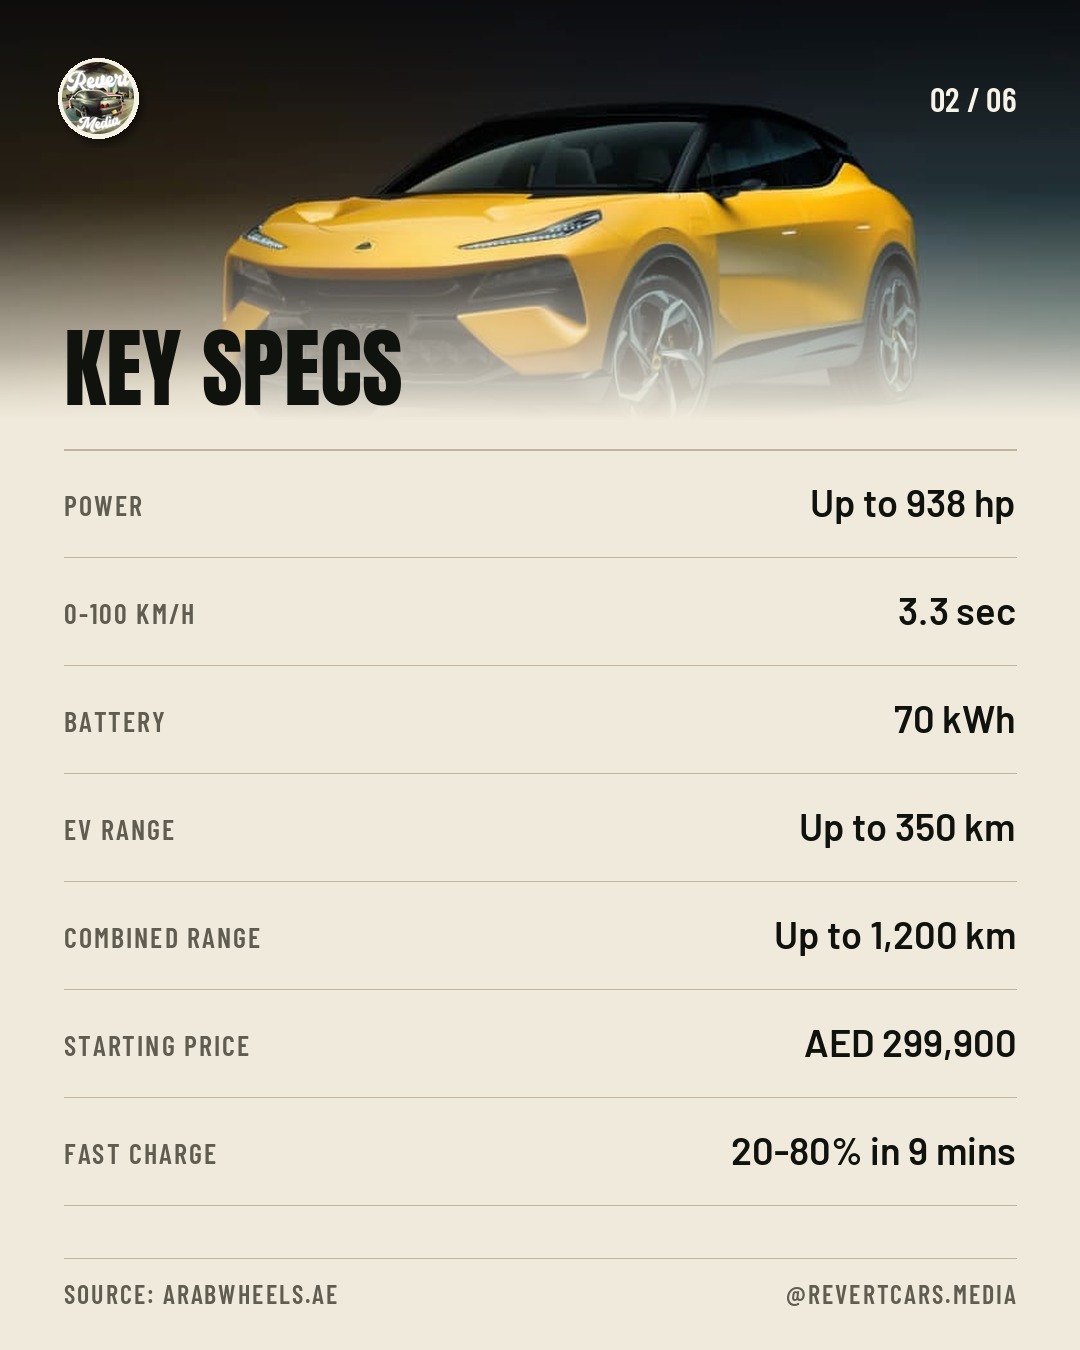 Revert
Media
02 / 06
KEY SPECS
POWER
Up to 938 hp
0-100 KM/H
3.3 sec
BATTERY
70 kWh
EV RANGE
Up to 350 km
COMBINED RANGE
Up to 1,200 km
STARTING PRICE
AED 299,900
FAST CHARGE
20-80% in 9 mins
SOURCE: ARABWHEELS.AE
@REVERTCARS.MEDIA